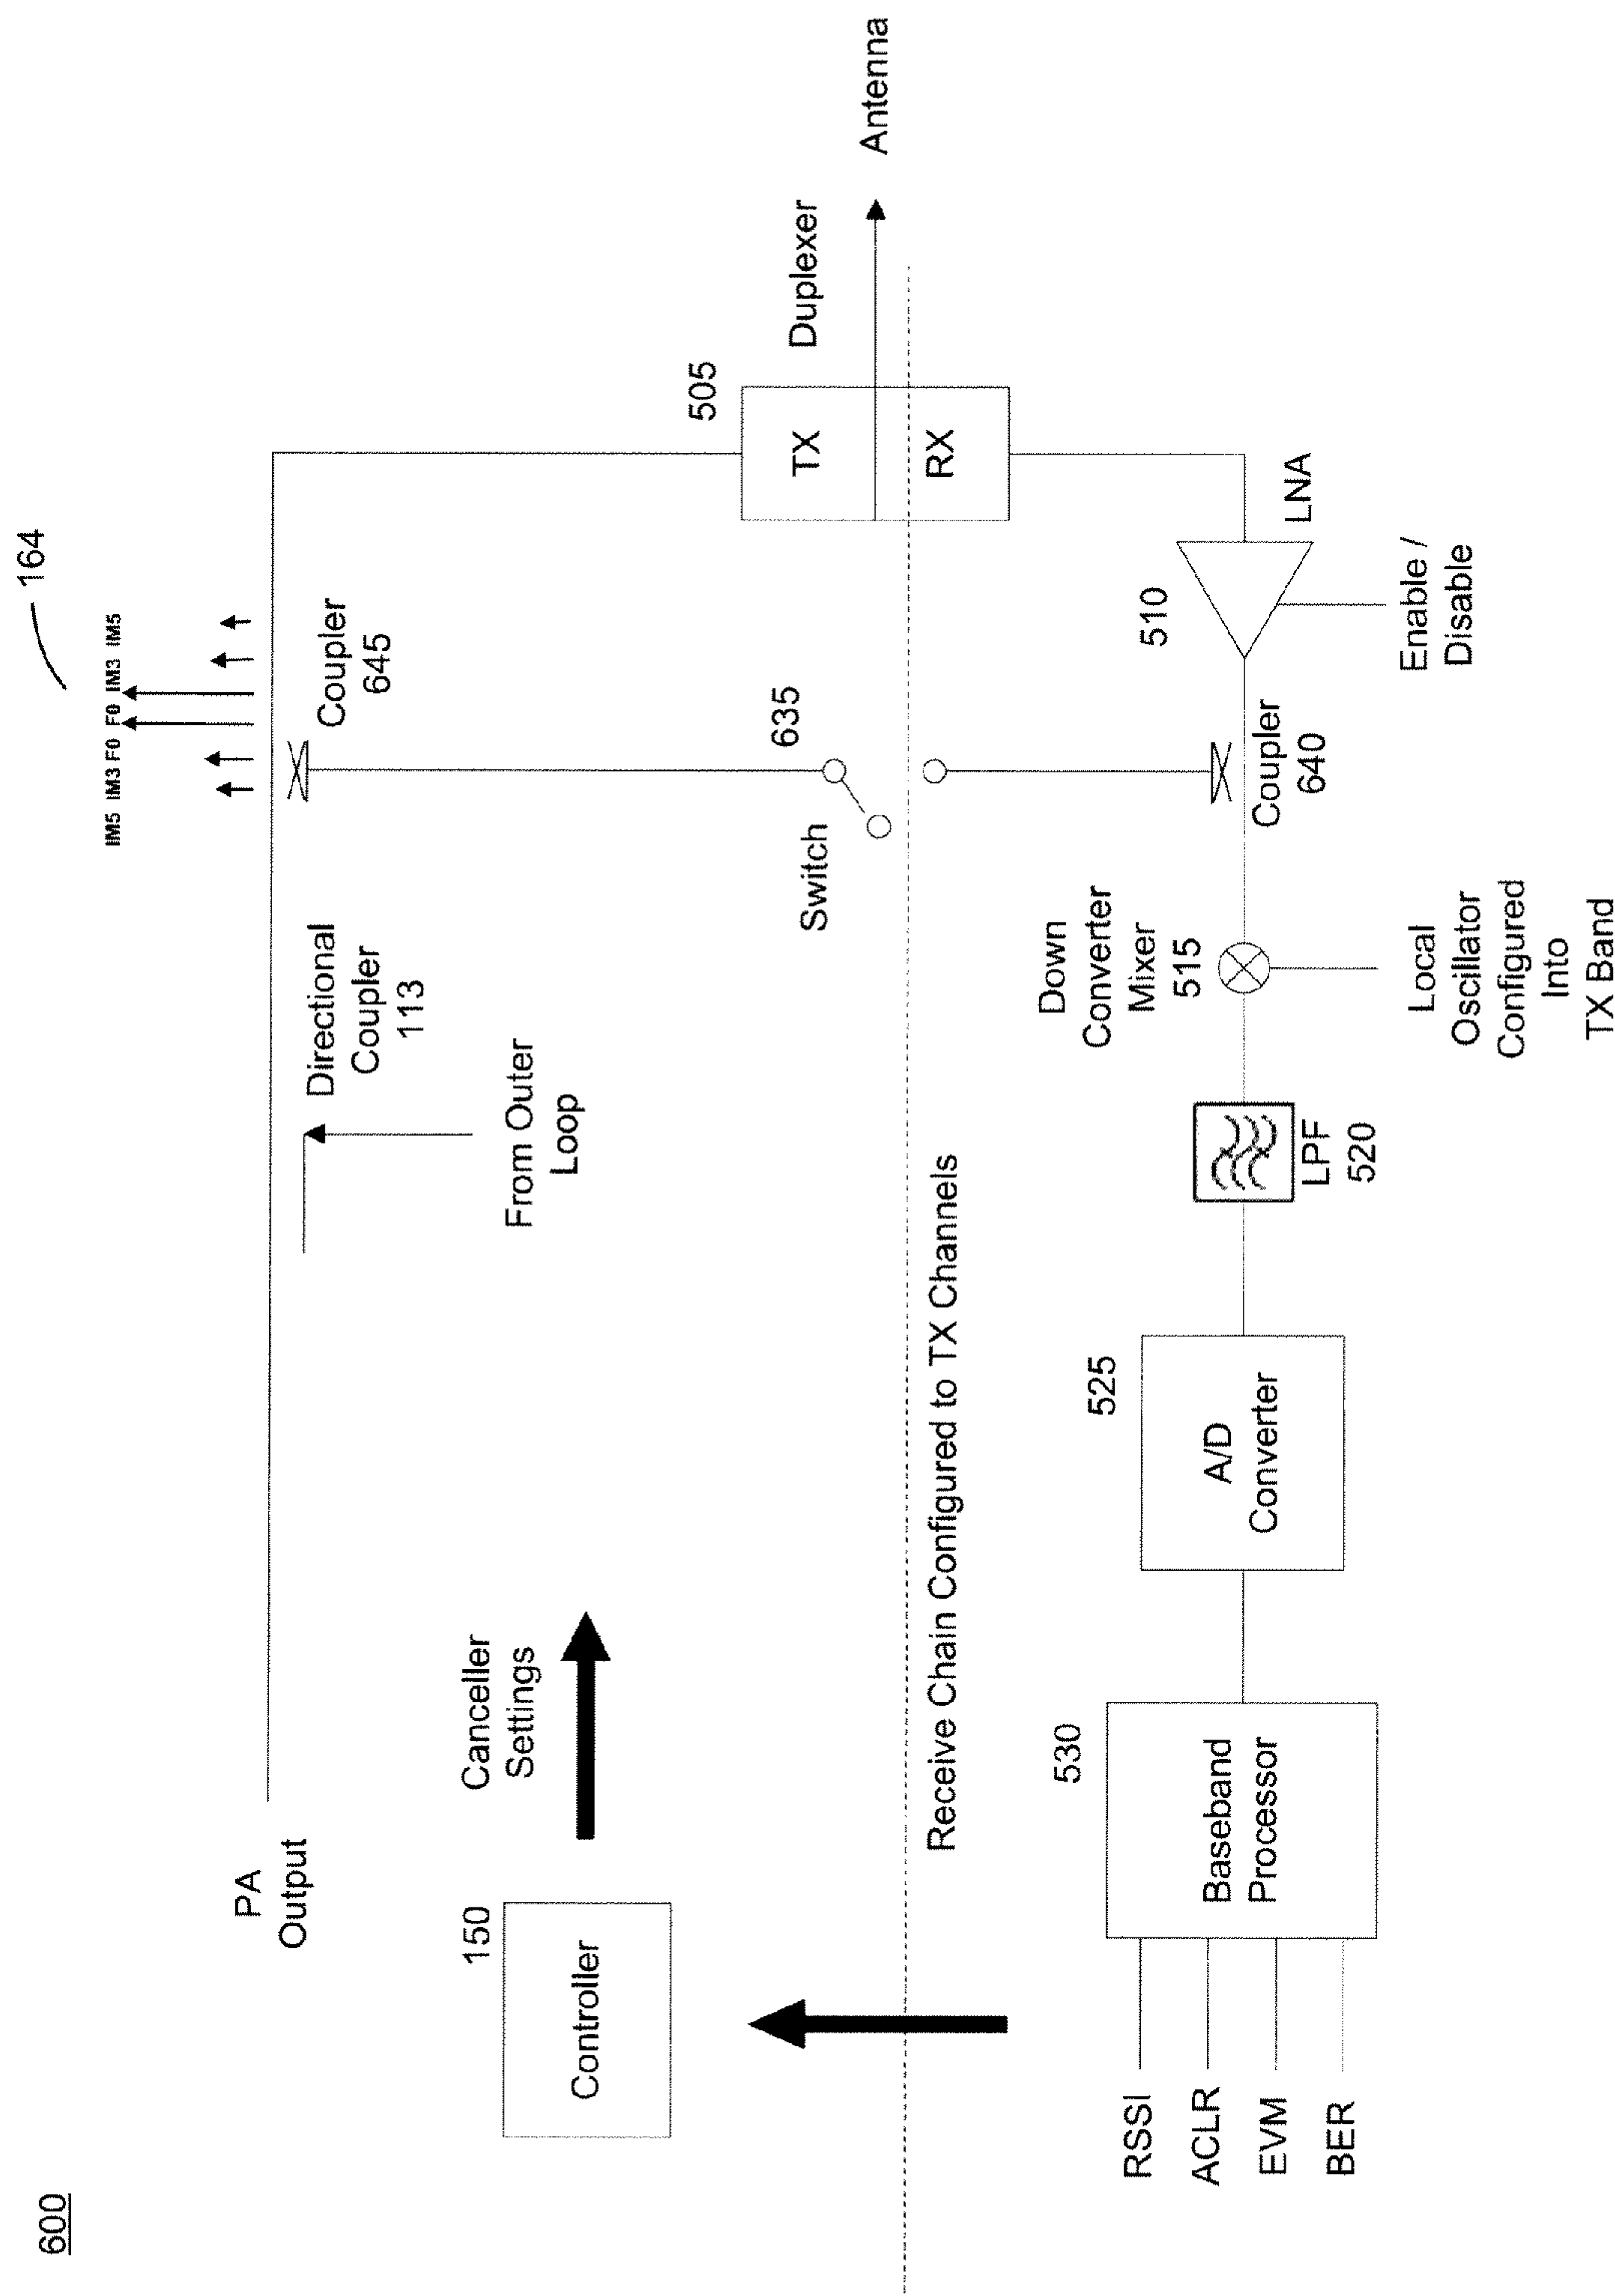 600
164
IM5 IM3 F0 F0 IM3 IM5
PA
Output
Directional
Coupler
113
Coupler
645
From Outer
Loop
150
Controller
Canceller
Settings
Switch
635
505
TX
RX
Duplexer
Antenna
Receive Chain Configured to TX Channels
RSSI
ACLR
EVM
BER
530
Baseband
Processor
525
A/D
Converter
LPF
520
Down
Converter
Mixer
515
Local
Oscillator
Configured
Into
TX Band
Coupler
640
510
LNA
Enable /
Disable